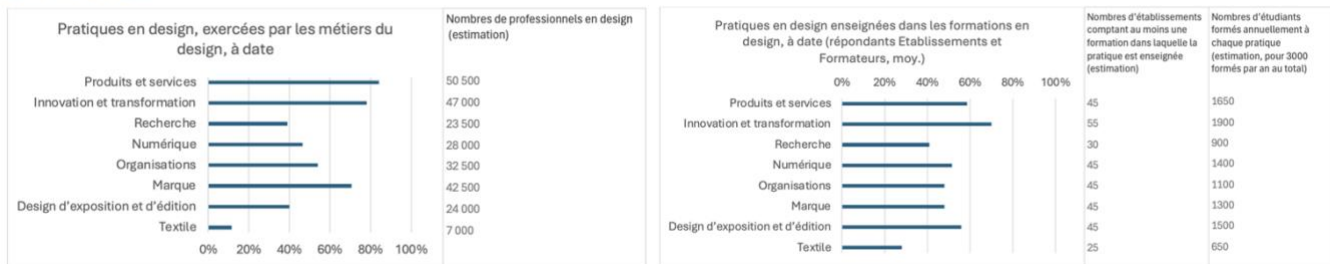 Pratiques en design, exercées par les métiers du
design, à date
Nombres de professionnels en design
(estimation)
Produits et services 50 500
Innovation et transformation 47 000
Recherche 23 500
Numérique 28 000
Organisations 32 500
Marque 42 500
Design d'exposition et d'édition 24 000
Textile 7 000
0% 20% 40% 60% 80% 100%
Pratiques en design enseignées dans les formations en
design, à date (répondants Etablissements et
Formateurs, moy.)
Nombres d'établissements
comptant au moins une
formation dans laquelle la
pratique est enseignée
(estimation)
Nombres d'étudiants
formés annuellement à
chaque pratique
(estimation, pour 3000
formés par an au total)
0% 20% 40% 60% 80% 100%
Produits et services 45 1650
Innovation et transformation 55 1900
Recherche 30 900
Numérique 45 1400
Organisations 45 1100
Marque 45 1300
Design d'exposition et d'édition 45 1500
Textile 25 650